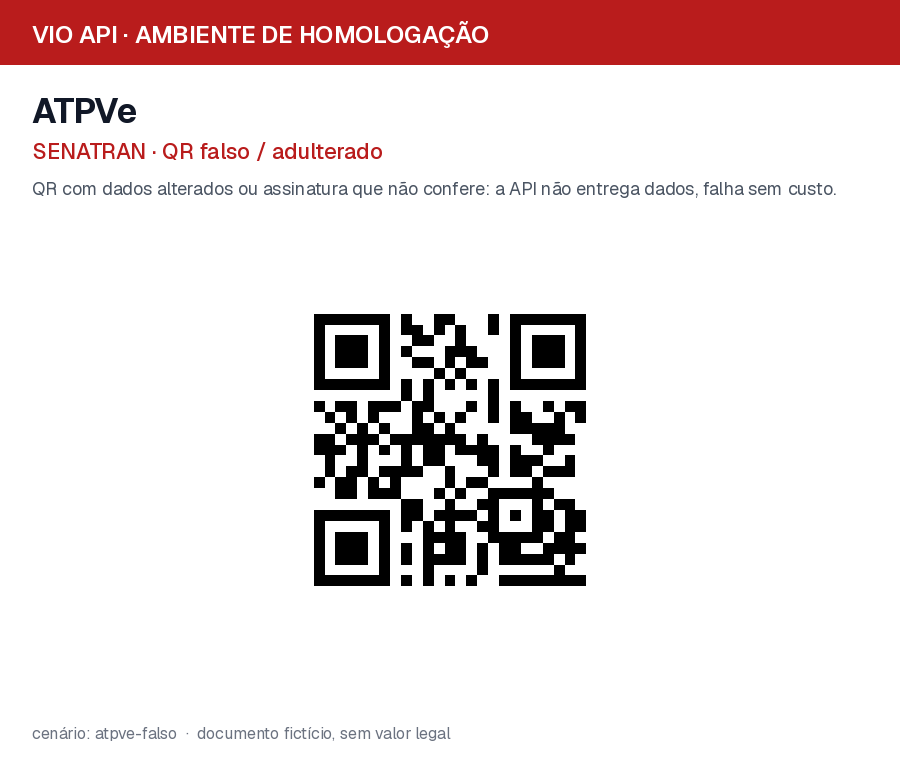 VIO API · AMBIENTE DE HOMOLOGAÇÃO
ATPVe
SENATRAN · QR falso / adulterado
QR com dados alterados ou assinatura que não confere: a API não entrega dados, falha sem custo.
cenário: atpve-falso · documento fictício, sem valor legal